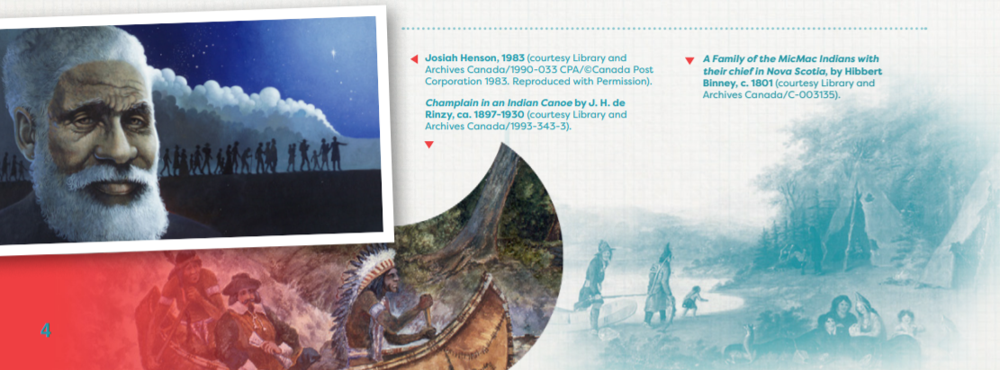 Josiah Henson, 1983 (courtesy Library and
Archives Canada/1990-033 CPA/©Canada Post
Corporation 1983. Reproduced with Permission).
Champlain in an Indian Canoe by J. H. de
Rinzy, ca. 1897-1930 (courtesy Library and
Archives Canada/1993-343-3).
A Family of the MicMac Indians with
their chief in Nova Scotia, by Hibbert
Binney, c. 1801 (courtesy Library and
Archives Canada/C-003135).
4